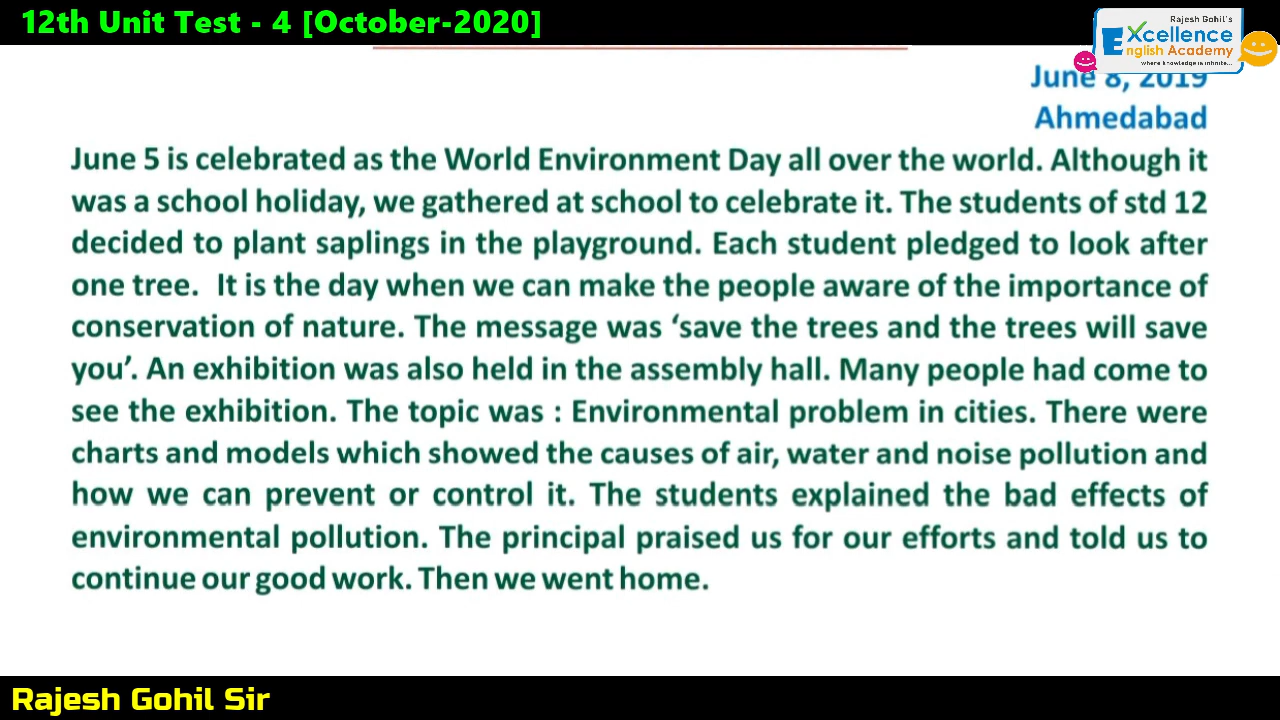 12th Unit Test - 4 [October-2020]
Rajesh Gohil's
Excellence
English Academy
where knowledge is infinite...
June 8, 2019
Ahmedabad
June 5 is celebrated as the World Environment Day all over the world. Although it
was a school holiday, we gathered at school to celebrate it. The students of std 12
decided to plant saplings in the playground. Each student pledged to look after
one tree. It is the day when we can make the people aware of the importance of
conservation of nature. The message was ‘save the trees and the trees will save
you’. An exhibition was also held in the assembly hall. Many people had come to
see the exhibition. The topic was : Environmental problem in cities. There were
charts and models which showed the causes of air, water and noise pollution and
how we can prevent or control it. The students explained the bad effects of
environmental pollution. The principal praised us for our efforts and told us to
continue our good work. Then we went home.
Rajesh Gohil Sir